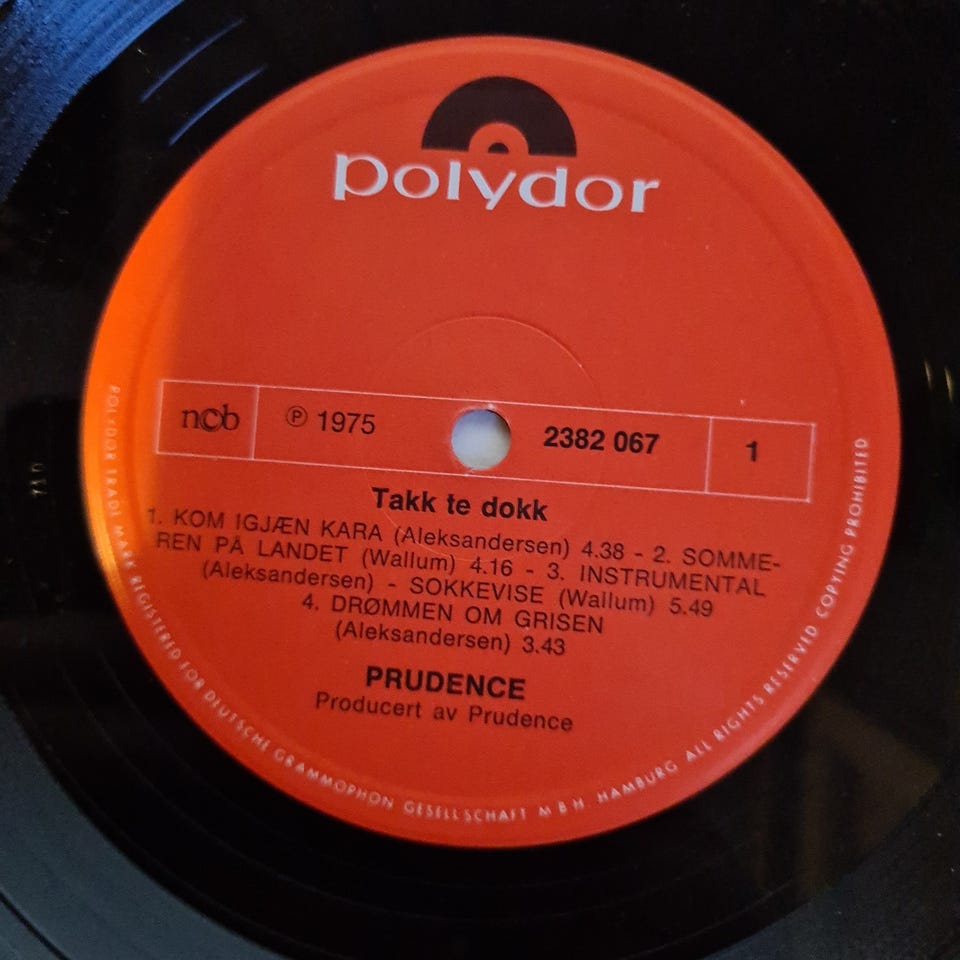 polydor
ncb
℗ 1975
2382 067
1
Takk te dokk
1. KOM IGJÆN KARA (Aleksandersen) 4.38 - 2. SOMME-
REN PÅ LANDET (Wallum) 4.16 - 3. INSTRUMENTAL
(Aleksandersen) - SOKKEVISE (Wallum) 5.49
4. DRØMMEN OM GRISEN
(Aleksandersen) 3.43
PRUDENCE
Producert av Prudence
POLYDOR TRADE MARK REGISTERED FOR DEUTSCHE GRAMMOPHON GESELLSCHAFT M B H HAMBURG ALL RIGHTS RESERVED COPYING PROHIBITED